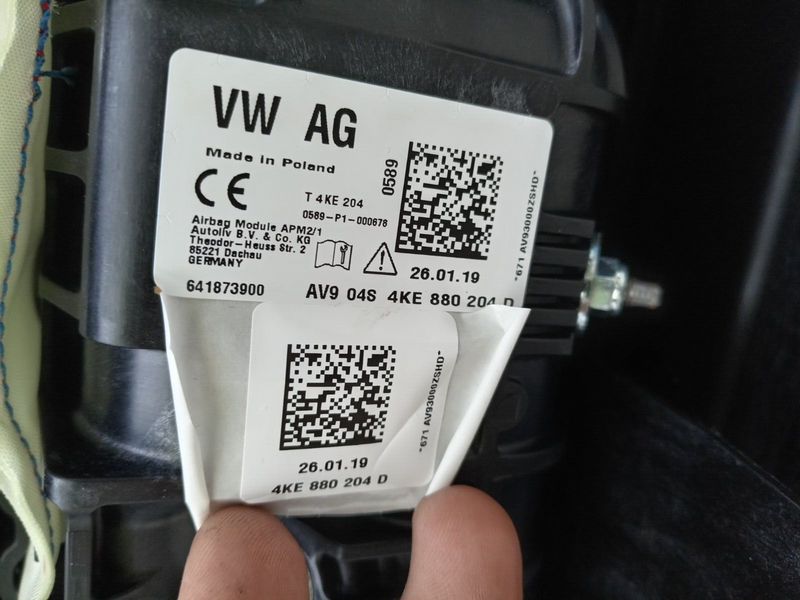 VW AG
Made in Poland
CE
T 4KE 204
0589-P1-000678
0589
Airbag Module APM2/1
Autoliv B.V. & Co. KG
Theodor-Heuss Str. 2
85221 Dachau
GERMANY
26.01.19
641873900
AV9 04S 4KE 880 204 D
*671 AV93000ZSHD*
*671 AV93000ZSHD*
26.01.19
4KE 880 204 D